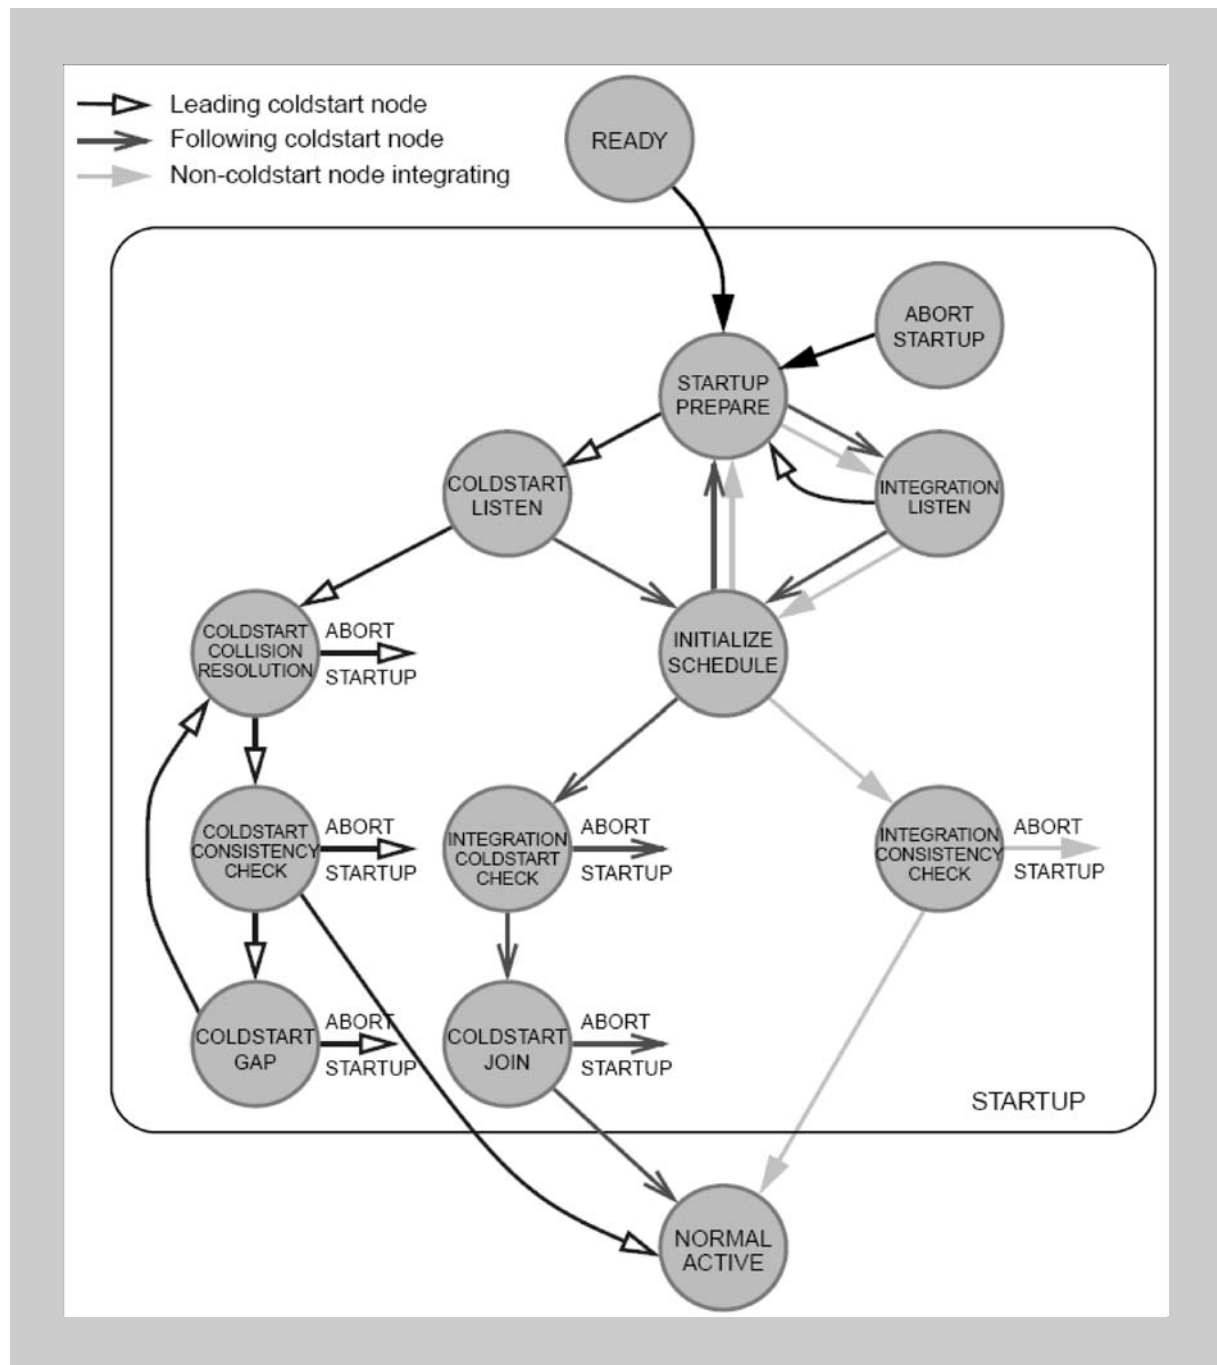 Leading coldstart node
Following coldstart node
Non-coldstart node integrating
READY
ABORT
STARTUP
STARTUP
PREPARE
COLDSTART
LISTEN
INTEGRATION
LISTEN
COLDSTART
COLLISION
RESOLUTION
ABORT
STARTUP
INITIALIZE
SCHEDULE
COLDSTART
CONSISTENCY
CHECK
ABORT
STARTUP
INTEGRATION
COLDSTART
CHECK
ABORT
STARTUP
INTEGRATION
CONSISTENCY
CHECK
ABORT
STARTUP
COLDSTART
GAP
ABORT
STARTUP
COLDSTART
JOIN
ABORT
STARTUP
STARTUP
NORMAL
ACTIVE